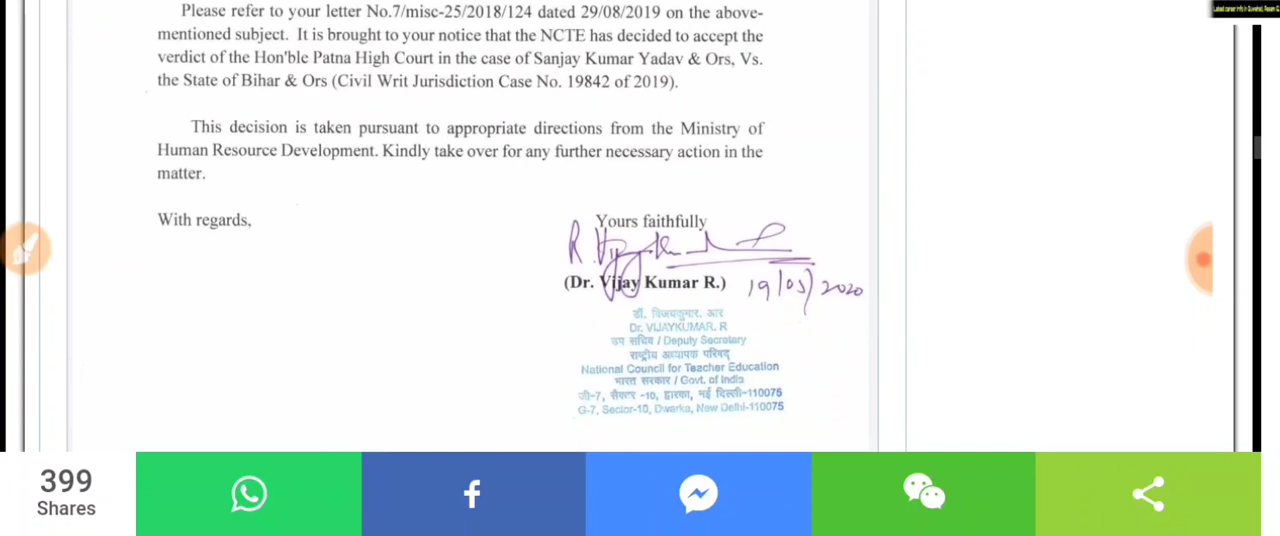 Latest career info in Guwahati, Assam
Please refer to your letter No.7/misc-25/2018/124 dated 29/08/2019 on the above-
mentioned subject. It is brought to your notice that the NCTE has decided to accept the
verdict of the Hon'ble Patna High Court in the case of Sanjay Kumar Yadav & Ors, Vs.
the State of Bihar & Ors (Civil Writ Jurisdiction Case No. 19842 of 2019).
This decision is taken pursuant to appropriate directions from the Ministry of
Human Resource Development. Kindly take over for any further necessary action in the
matter.
With regards,
Yours faithfully
(Dr. Vijay Kumar R.)
19/05/2020
डॉ. विजयकुमार. आर
Dr. VIJAYKUMAR. R
उप सचिव / Deputy Secretary
राष्ट्रीय अध्यापक परिषद्
National Council for Teacher Education
भारत सरकार / Govt. of India
जी-7, सैक्टर -10, द्वारका, नई दिल्ली-110075
G-7, Sector-10, Dwarka, New Delhi-110075
399
Shares